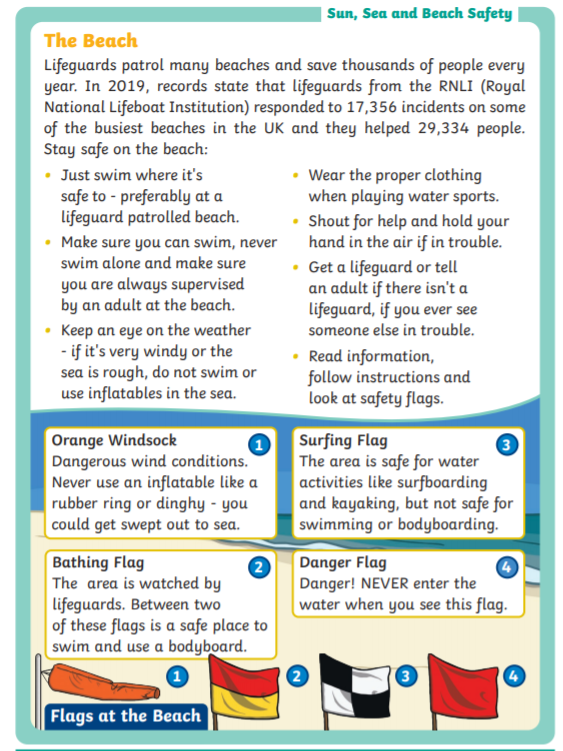 Sun, Sea and Beach Safety
The Beach
Lifeguards patrol many beaches and save thousands of people every
year. In 2019, records state that lifeguards from the RNLI (Royal
National Lifeboat Institution) responded to 17,356 incidents on some
of the busiest beaches in the UK and they helped 29,334 people.
Stay safe on the beach:
• Just swim where it's
safe to - preferably at a
lifeguard patrolled beach.
• Make sure you can swim, never
swim alone and make sure
you are always supervised
by an adult at the beach.
• Keep an eye on the weather
- if it's very windy or the
sea is rough, do not swim or
use inflatables in the sea.
• Wear the proper clothing
when playing water sports.
• Shout for help and hold your
hand in the air if in trouble.
• Get a lifeguard or tell
an adult if there isn't a
lifeguard, if you ever see
someone else in trouble.
• Read information,
follow instructions and
look at safety flags.
Orange Windsock 1
Dangerous wind conditions.
Never use an inflatable like a
rubber ring or dinghy - you
could get swept out to sea.
Bathing Flag 2
The area is watched by
lifeguards. Between two
of these flags is a safe place to
swim and use a bodyboard.
Surfing Flag 3
The area is safe for water
activities like surfboarding
and kayaking, but not safe for
swimming or bodyboarding.
Danger Flag 4
Danger! NEVER enter the
water when you see this flag.
1 2 3 4
Flags at the Beach